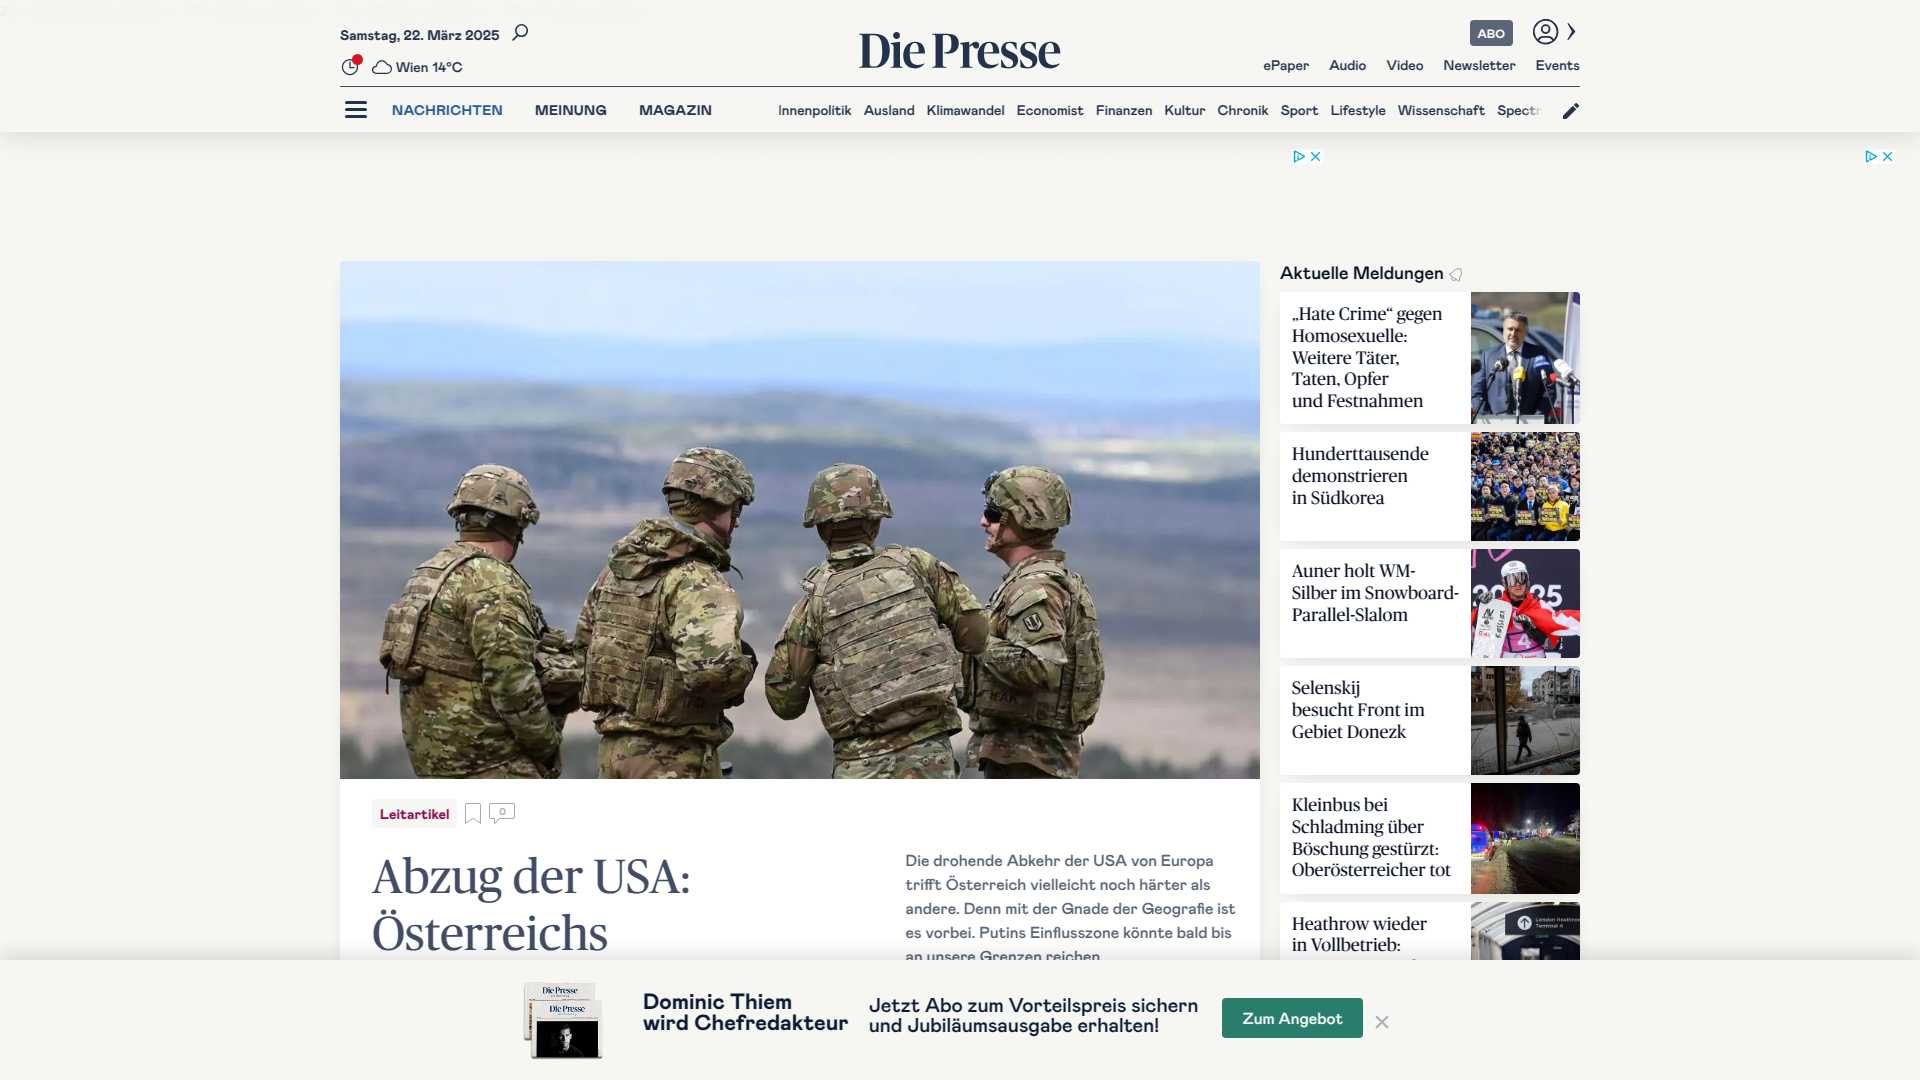 Samstag, 22. März 2025
Wien 14°C
Die Presse
ABO
ePaper Audio Video Newsletter Events
NACHRICHTEN MEINUNG MAGAZIN
Innenpolitik Ausland Klimawandel Economist Finanzen Kultur Chronik Sport Lifestyle Wissenschaft
Leitartikel
0
Abzug der USA:
Österreichs
Die drohende Abkehr der USA von Europa
trifft Österreich vielleicht noch härter als
andere. Denn mit der Gnade der Geografie ist
es vorbei. Putins Einflusszone könnte bald bis
an unsere Grenzen reichen.
Aktuelle Meldungen
„Hate Crime“ gegen
Homosexuelle:
Weitere Täter,
Taten, Opfer
und Festnahmen
Hunderttausende
demonstrieren
in Südkorea
Auner holt WM-
Silber im Snowboard-
Parallel-Slalom
Selenskij
besucht Front im
Gebiet Donezk
Kleinbus bei
Schladming über
Böschung gestürzt:
Oberösterreicher tot
Heathrow wieder
in Vollbetrieb:
Die Presse
Die Presse
Dominic Thiem
wird Chefredakteur
Jetzt Abo zum Vorteilspreis sichern
und Jubiläumsausgabe erhalten!
Zum Angebot